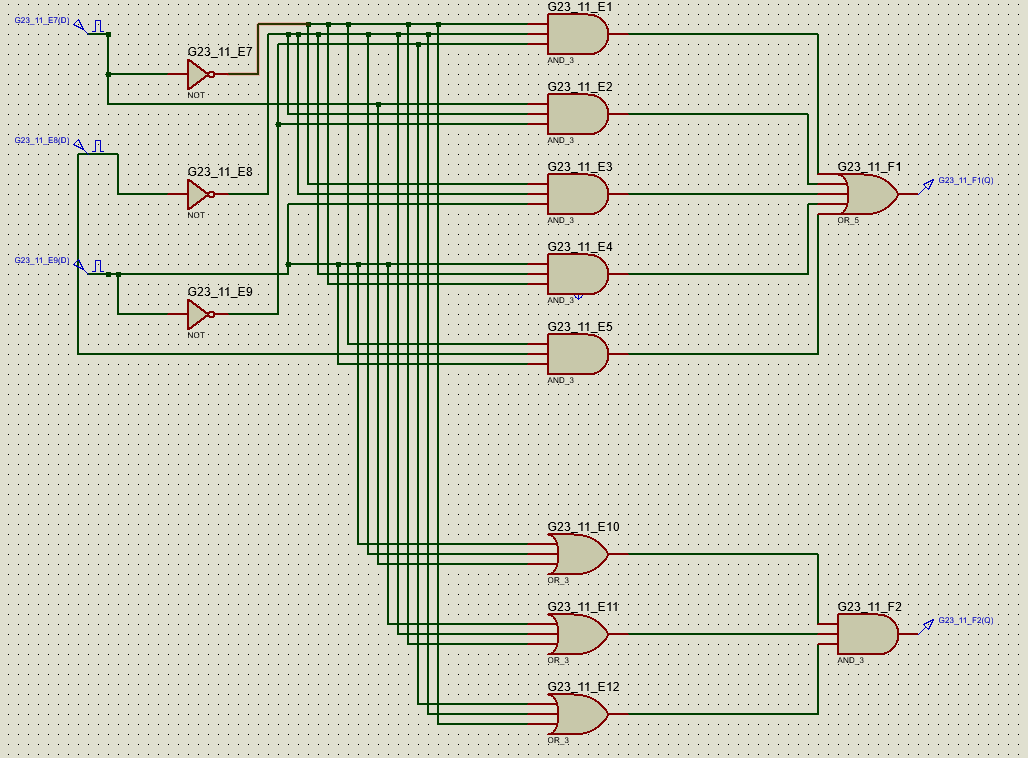 G23_11_E1
G23_11_E7(D)
G23_11_E7
AND_3
G23_11_E2
NOT
G23_11_E8(D)
AND_3
G23_11_E8
G23_11_E3
G23_11_F1
G23_11_F1(Q)
NOT
AND_3
OR_5
G23_11_E4
G23_11_E9(D)
G23_11_E9
AND_3
G23_11_E5
NOT
AND_3
G23_11_E10
OR_3
G23_11_E11
G23_11_F2
G23_11_F2(Q)
OR_3
AND_3
G23_11_E12
OR_3